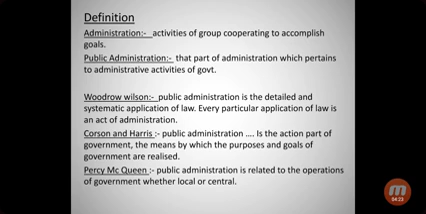 Definition
Administration:- activities of group cooperating to accomplish
goals.
Public Administration:- that part of administration which pertains
to administrative activities of govt.
Woodrow wilson:- public administration is the detailed and
systematic application of law. Every particular application of law is
an act of administration.
Corson and Harris :- public administration .... Is the action part of
government, the means by which the purposes and goals of
government are realised.
Percy Mc Queen :- public administration is related to the operations
of government whether local or central.
04:23